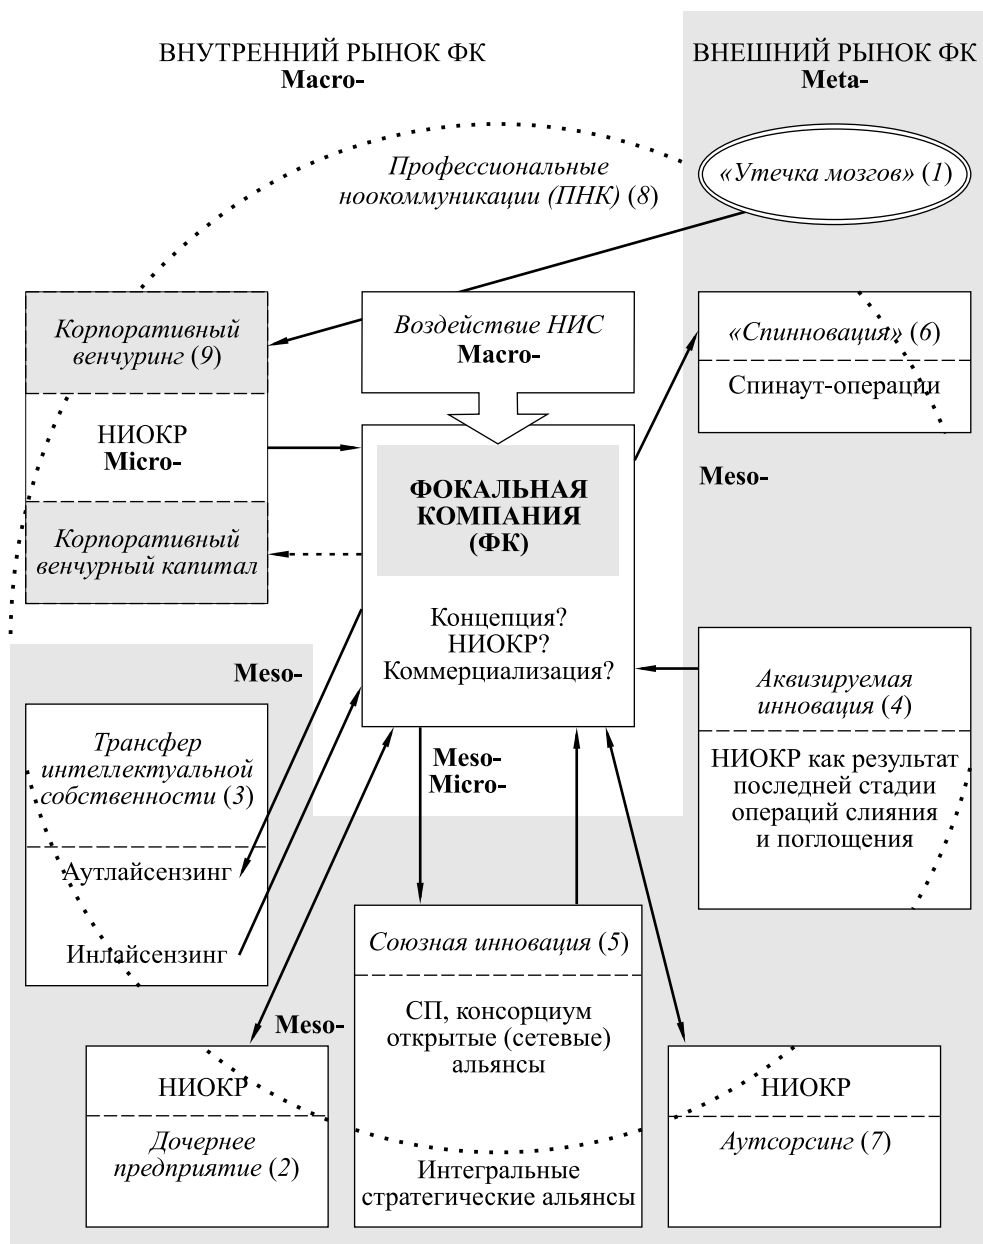 ВНУТРЕННИЙ РЫНОК ФК
Macro-
ВНЕШНИЙ РЫНОК ФК
Meta-
Профессиональные
ноокоммуникации (ПНК) (8)
«Утечка мозгов» (1)
Корпоративный
венчуринг (9)
НИОКР
Micro-
Корпоративный
венчурный капитал
Воздействие НИС
Macro-
«Спинновация» (6)
Спинаут-операции
Meso-
ФОКАЛЬНАЯ
КОМПАНИЯ
(ФК)
Концепция?
НИОКР?
Коммерциализация?
Meso-
Трансфер
интеллектуальной
собственности (3)
Аутлайсензинг
Инлайсензинг
Meso-
Micro-
Аквизируемая
инновация (4)
НИОКР как результат
последней стадии
операций слияния
и поглощения
Meso-
Союзная инновация (5)
СП, консорциум
открытые (сетевые)
альянсы
Интегральные
стратегические альянсы
НИОКР
Дочернее
предприятие (2)
НИОКР
Аутсорсинг (7)